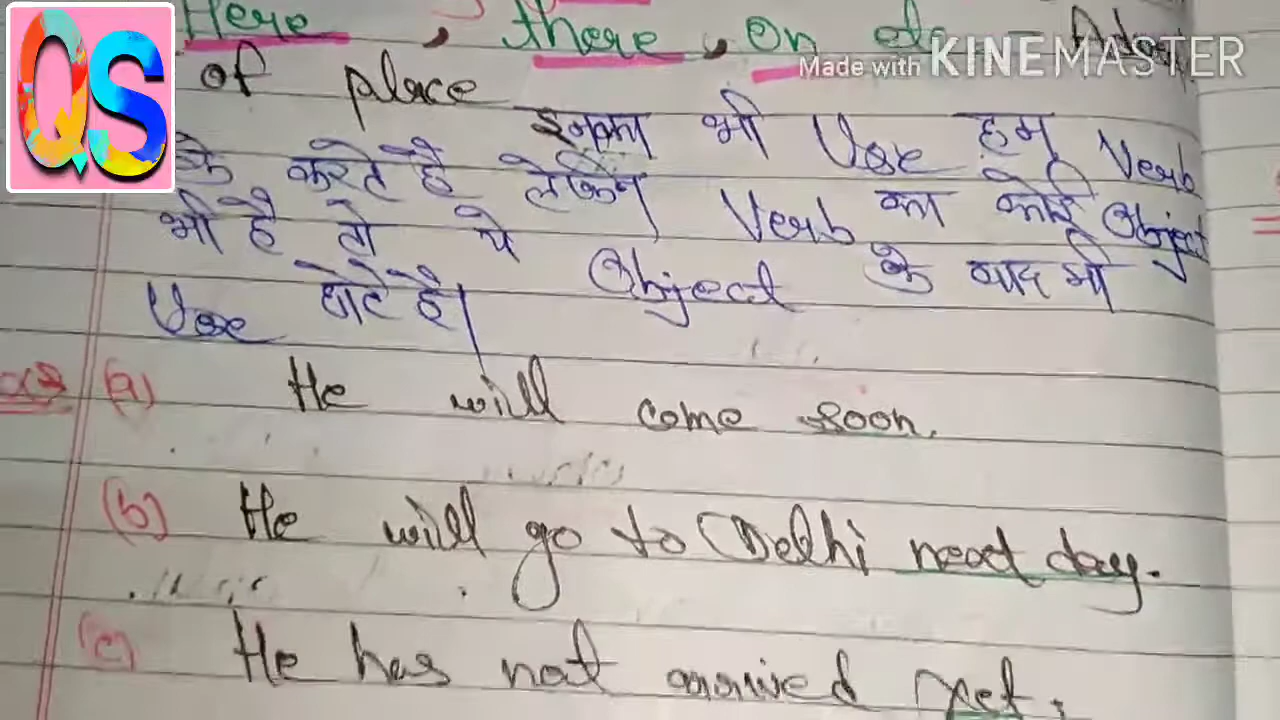 QS
Here, there, on etc - Adverb
Made with KINEMASTER
of place
इनका भी Use हम Verb
के करते है लेकिन Verb का कोई Object
भी है तो ये Object के बाद भी
Use होते है।
(a) He will come soon.
(b) He will go to Delhi next day.
(c) He has not arrived yet.